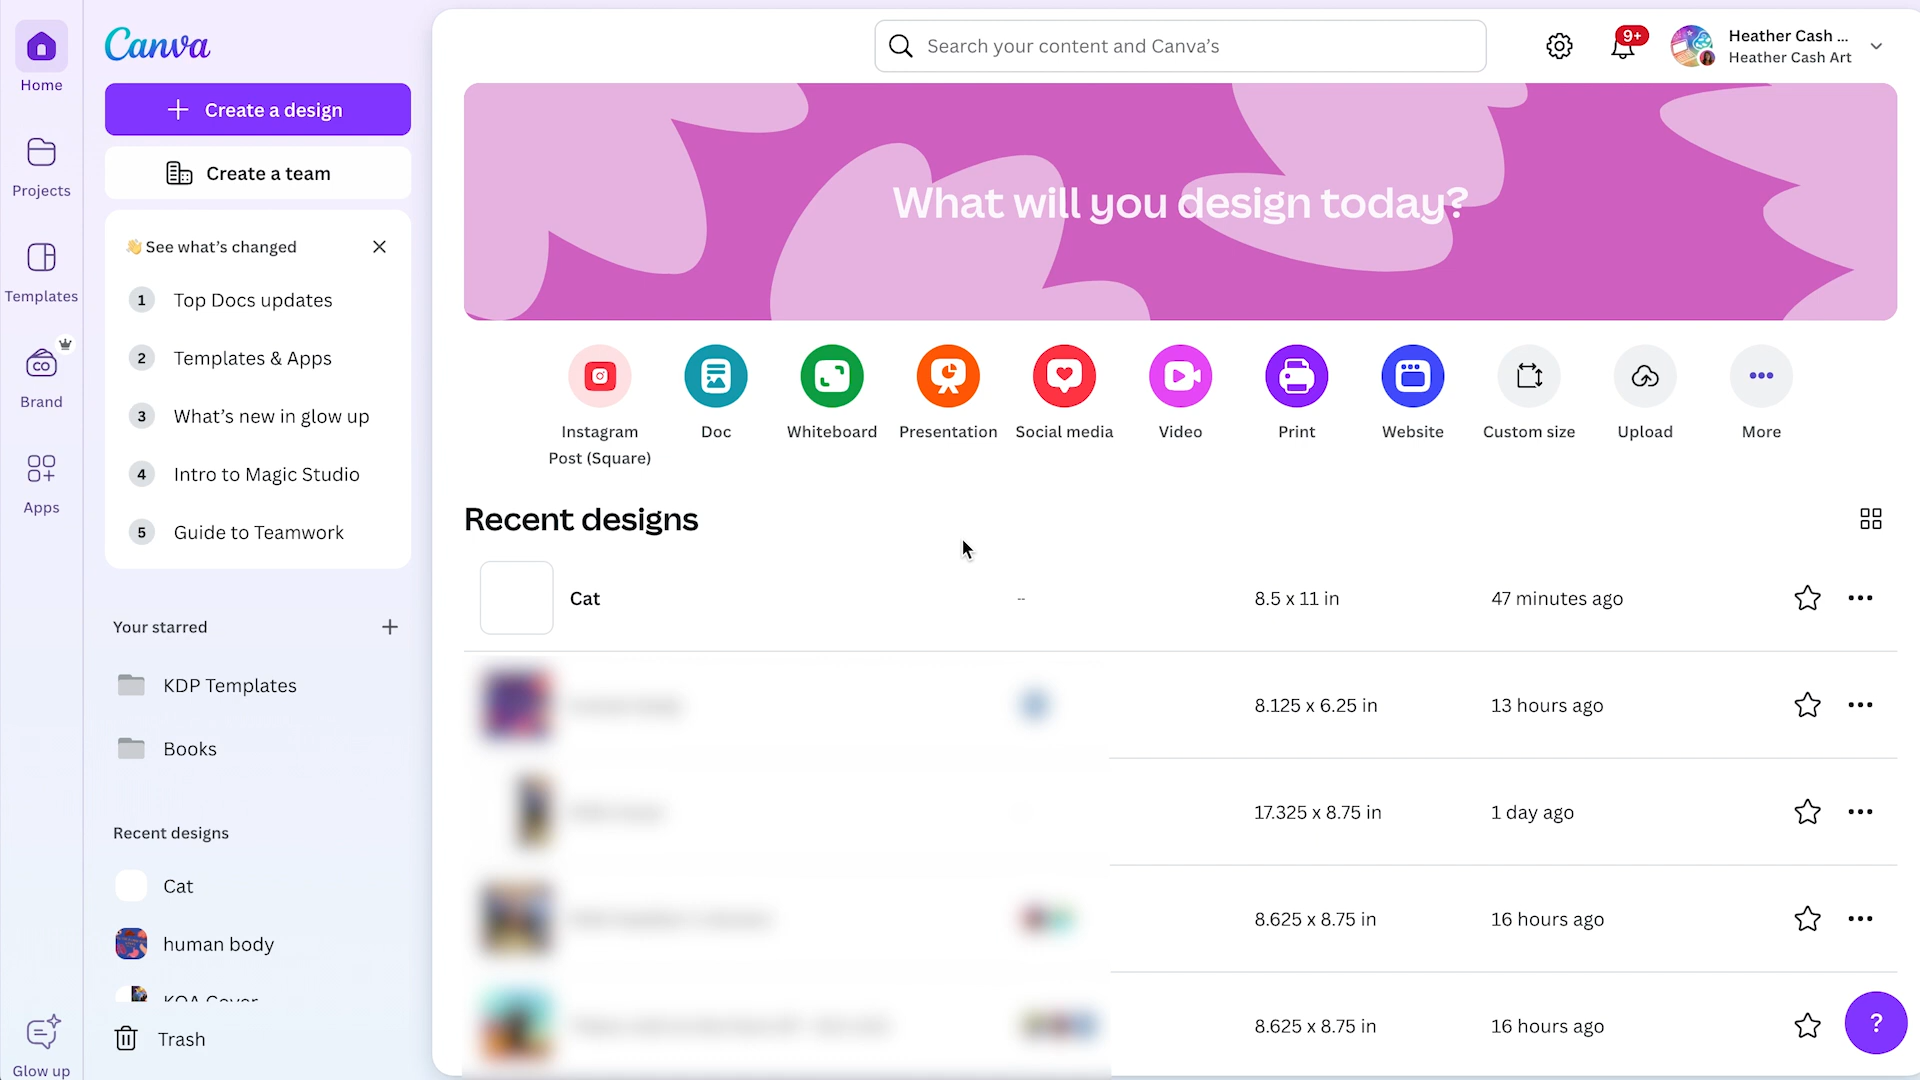 Home
Projects
Templates
CO
Brand
Apps
Glow up
Canva
Create a design
Create a team
👋 See what's changed
1 Top Docs updates
2 Templates & Apps
3 What's new in glow up
4 Intro to Magic Studio
5 Guide to Teamwork
Your starred
KDP Templates
Books
Recent designs
Cat
human body
Trash
Search your content and Canva's
9+
Heather Cash ...
Heather Cash Art
What will you design today?
Instagram
Post (Square)
Doc
Whiteboard
Presentation
Social media
Video
Print
Website
Custom size
Upload
More
Recent designs
Cat -- 8.5 x 11 in 47 minutes ago
8.125 x 6.25 in 13 hours ago
17.325 x 8.75 in 1 day ago
8.625 x 8.75 in 16 hours ago
8.625 x 8.75 in 16 hours ago
?